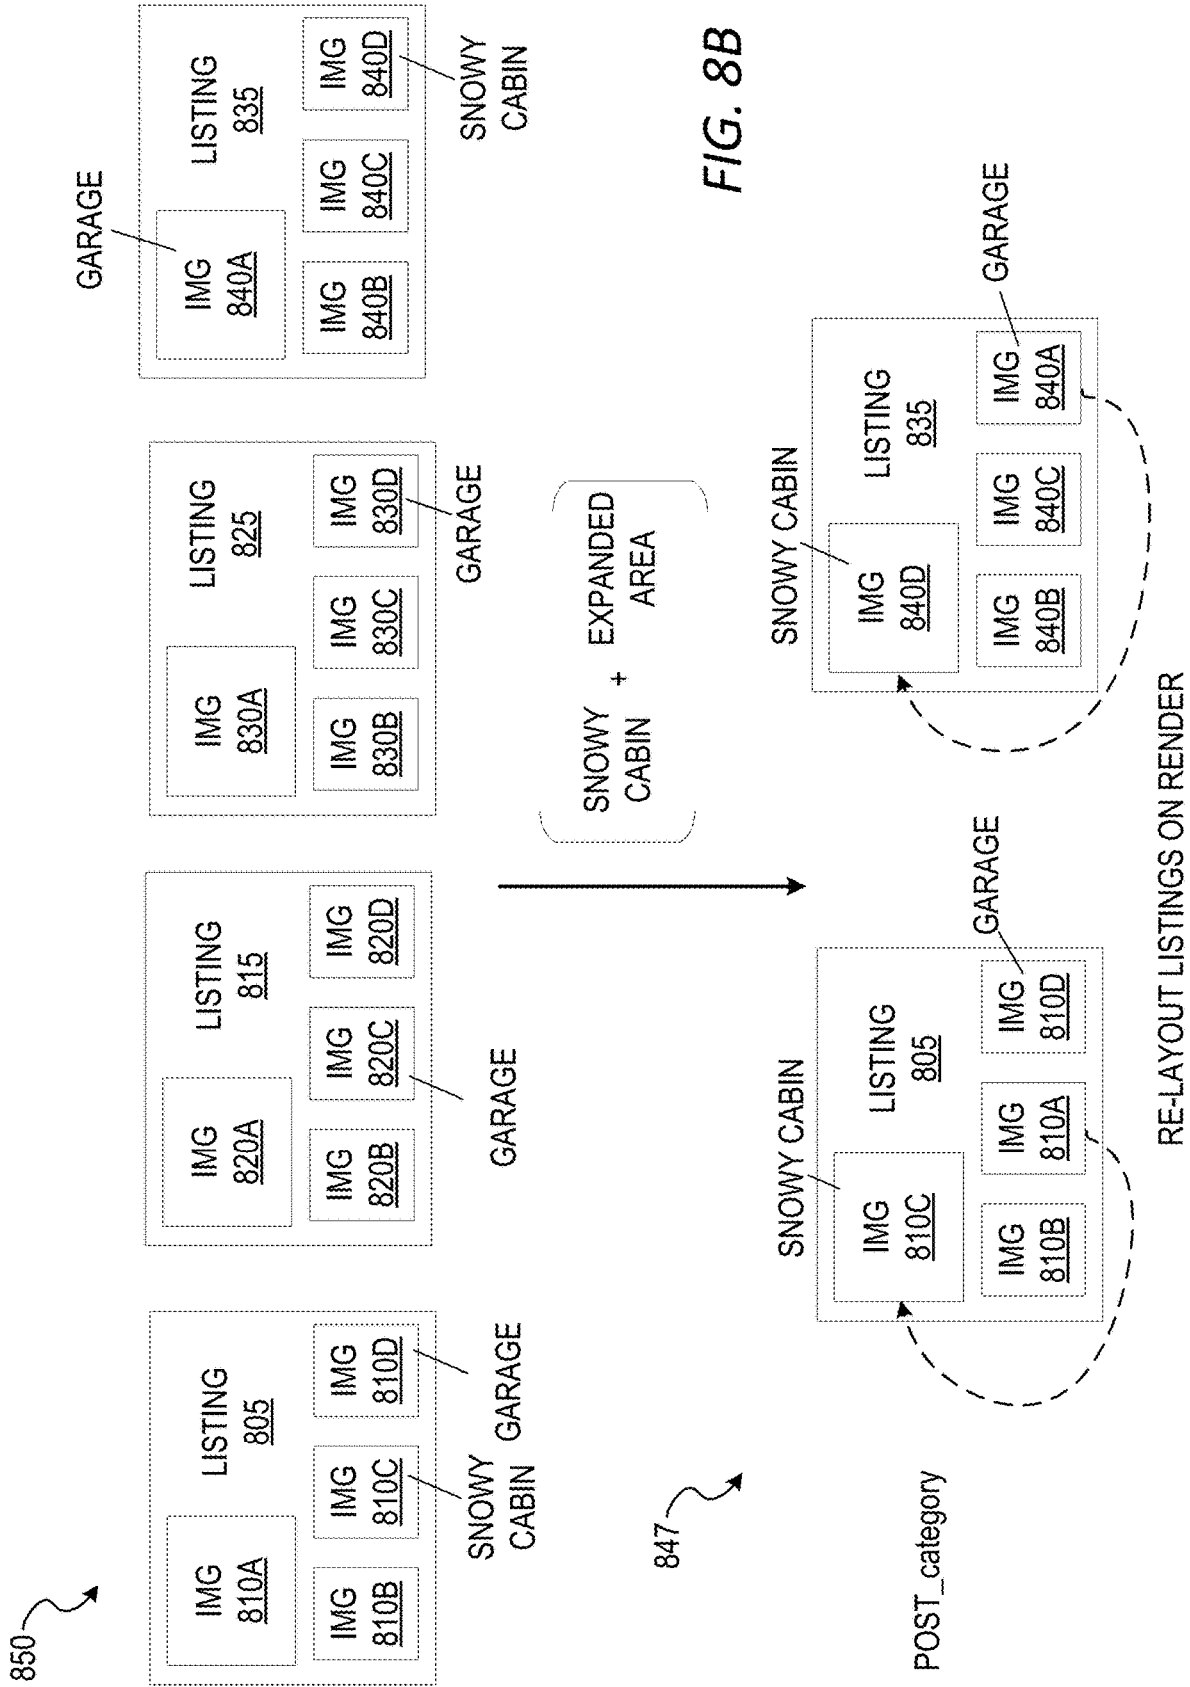 850
LISTING
805
IMG
810A
IMG
810B
IMG
810C
IMG
810D
SNOWY
CABIN
GARAGE
LISTING
815
IMG
820A
IMG
820B
IMG
820C
IMG
820D
GARAGE
LISTING
825
IMG
830A
IMG
830B
IMG
830C
IMG
830D
GARAGE
GARAGE
LISTING
835
IMG
840A
IMG
840B
IMG
840C
IMG
840D
SNOWY
CABIN
SNOWY
CABIN
+
EXPANDED
AREA
847
POST_category
SNOWY CABIN
LISTING
805
IMG
810C
IMG
810B
IMG
810A
IMG
810D
GARAGE
SNOWY CABIN
LISTING
835
IMG
840D
IMG
840B
IMG
840C
IMG
840A
GARAGE
RE-LAYOUT LISTINGS ON RENDER
FIG. 8B